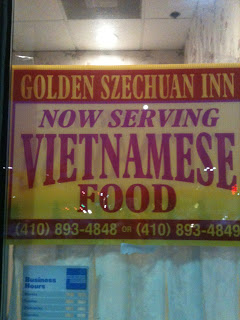 GOLDEN SZECHUAN INN
NOW SERVING
VIETNAMESE
FOOD
(410) 893-4848 OR (410) 893-4849
Business
Hours